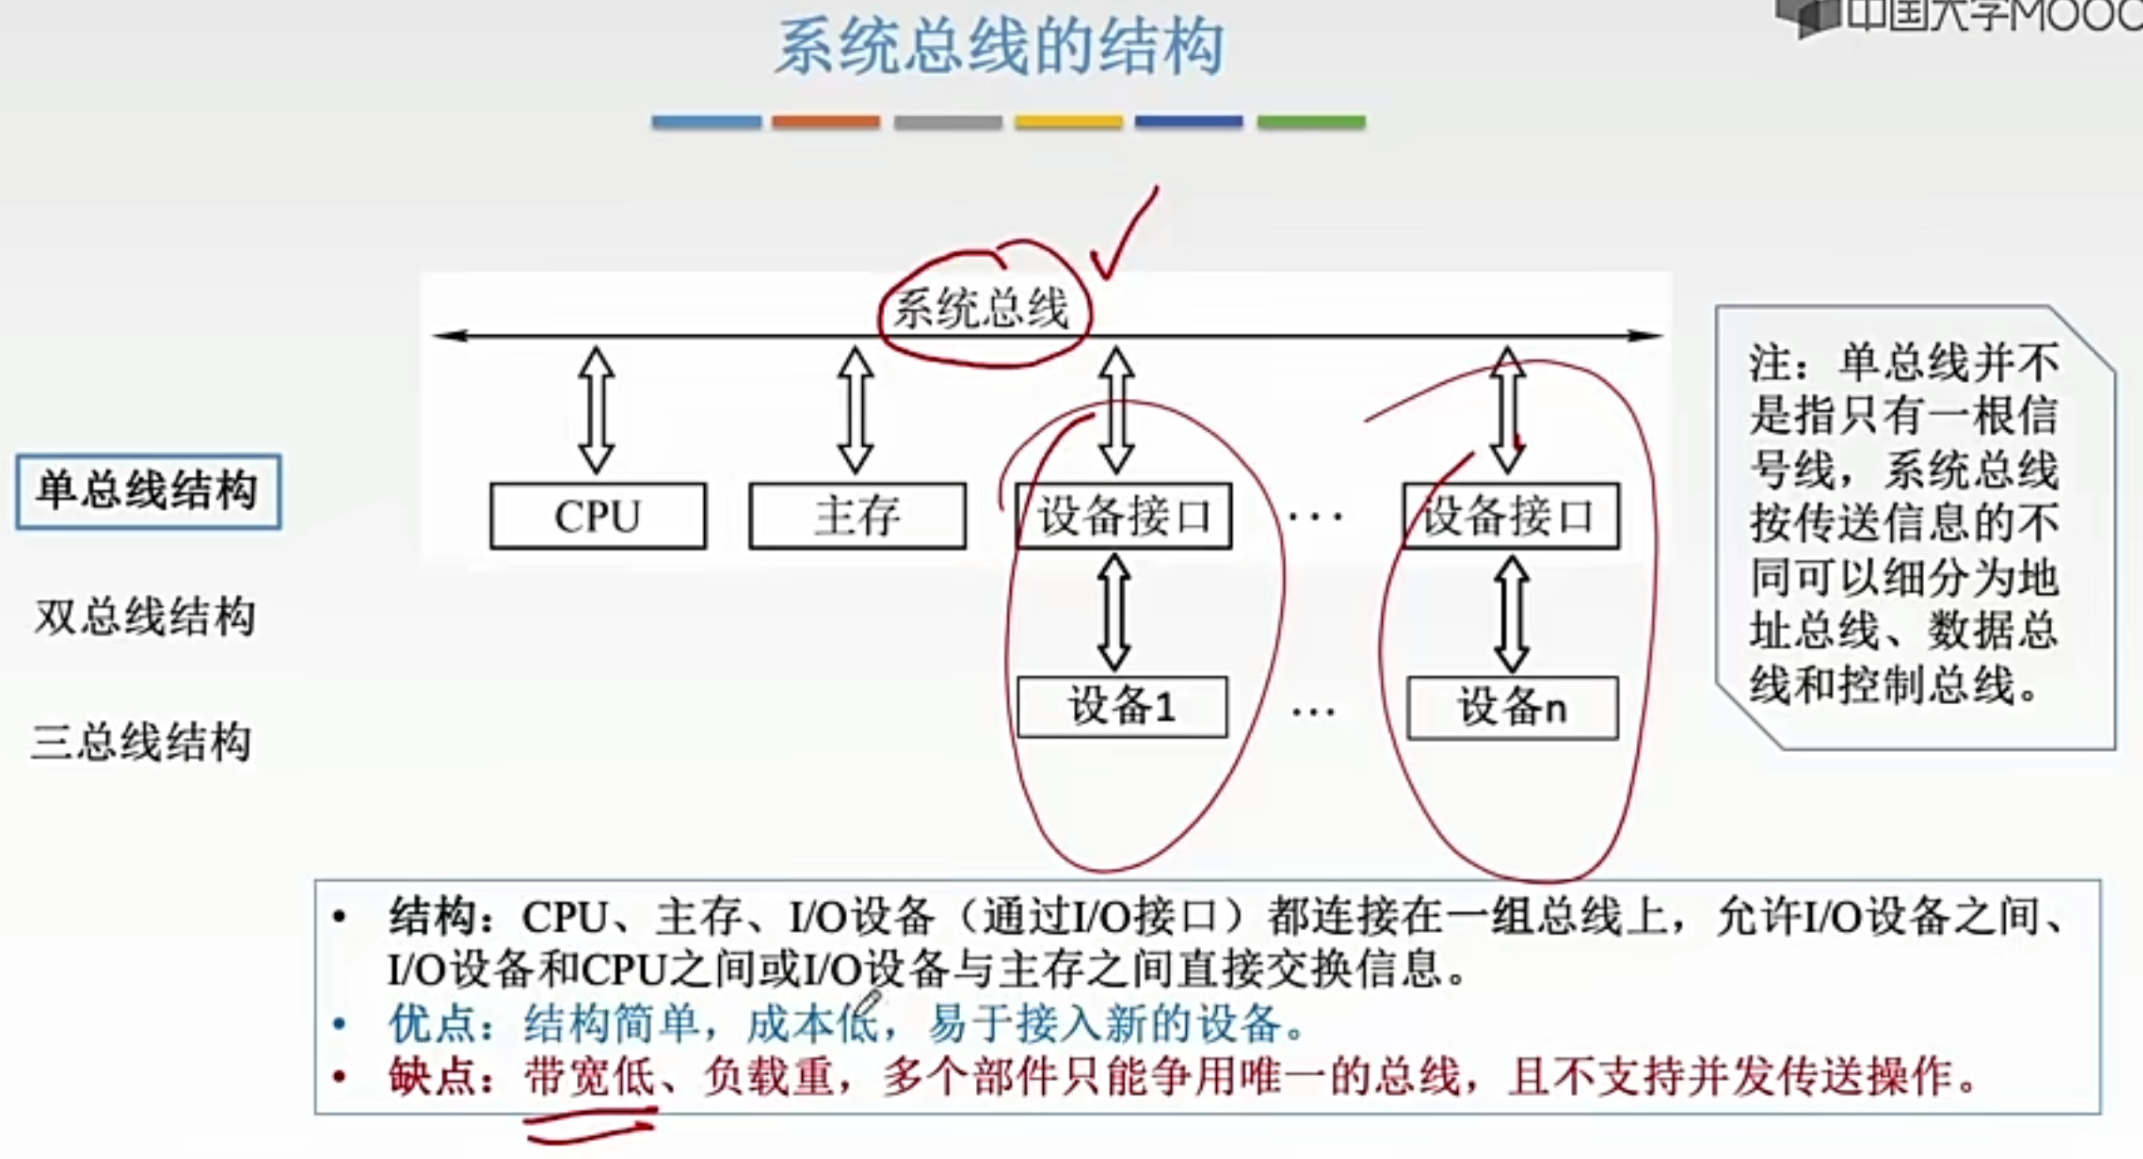 系统总线的结构
中国大学MOOC
系统总线
CPU
主存
设备接口
…
设备接口
设备1
…
设备n
单总线结构
双总线结构
三总线结构
注：单总线并不
是指只有一根信
号线，系统总线
按传送信息的不
同可以细分为地
址总线、数据总
线和控制总线。
• 结构：CPU、主存、I/O设备（通过I/O接口）都连接在一组总线上，允许I/O设备之间、
I/O设备和CPU之间或I/O设备与主存之间直接交换信息。
• 优点：结构简单，成本低，易于接入新的设备。
• 缺点：带宽低、负载重，多个部件只能争用唯一的总线，且不支持并发传送操作。